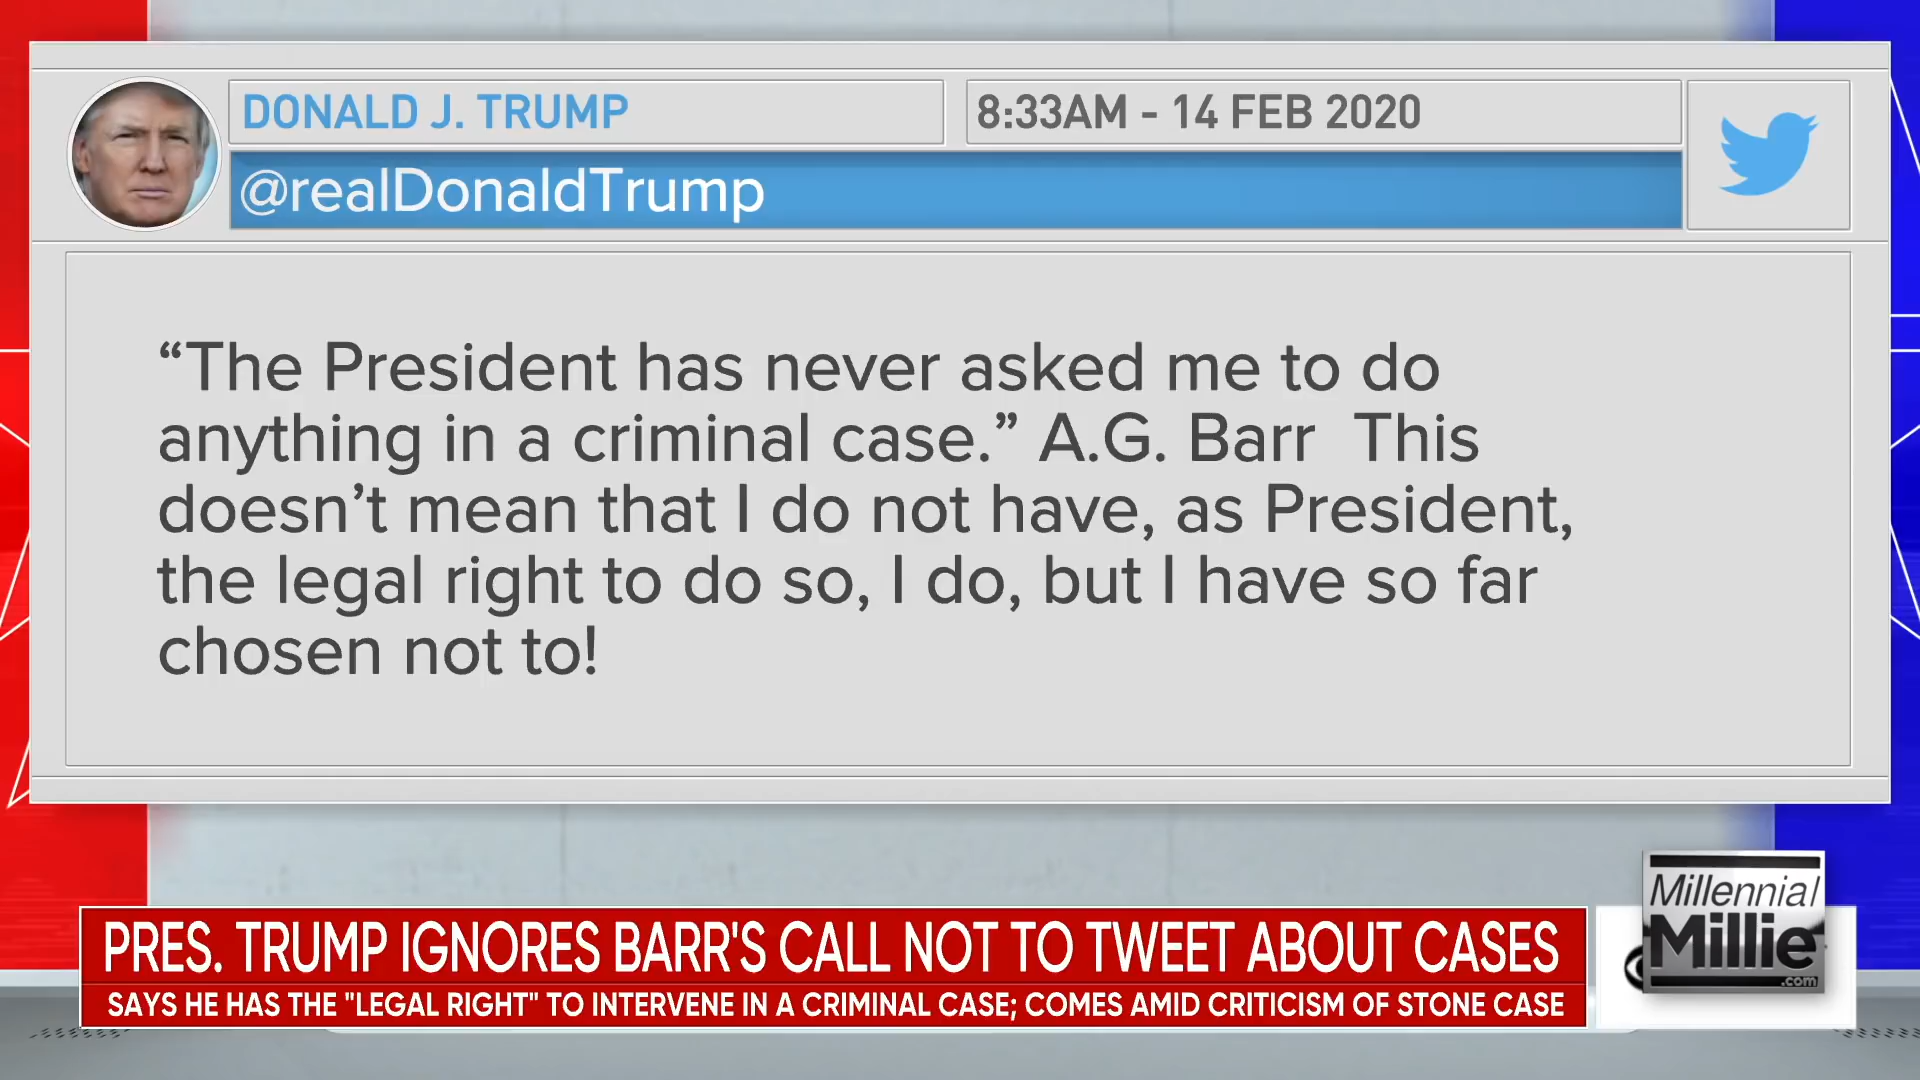 DONALD J. TRUMP
8:33AM - 14 FEB 2020
@realDonaldTrump
“The President has never asked me to do
anything in a criminal case.” A.G. Barr  This
doesn’t mean that I do not have, as President,
the legal right to do so, I do, but I have so far
chosen not to!
PRES. TRUMP IGNORES BARR'S CALL NOT TO TWEET ABOUT CASES
SAYS HE HAS THE "LEGAL RIGHT" TO INTERVENE IN A CRIMINAL CASE; COMES AMID CRITICISM OF STONE CASE
Millennial
Millie
.com